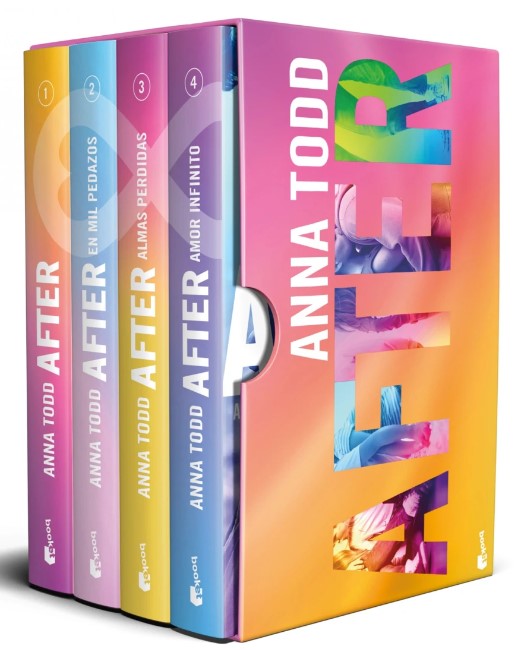 1
ANNA TODD AFTER
booket
2
ANNA TODD AFTER EN MIL PEDAZOS
booket
3
ANNA TODD AFTER ALMAS PERDIDAS
booket
4
ANNA TODD AFTER AMOR INFINITO
booket
A
ANNA TODD
AFTER
booket